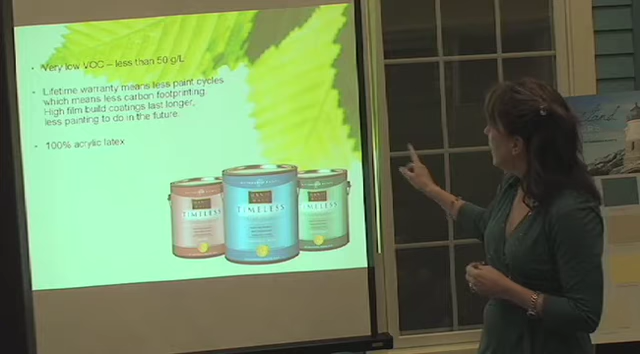 Very low VOC – less than 50 g/L
Lifetime warranty means less paint cycles
which means less carbon footprinting.
High film build coatings last longer,
less painting to do in the future.
100% acrylic latex
TIMELESS
TIMELESS
TIMELESS